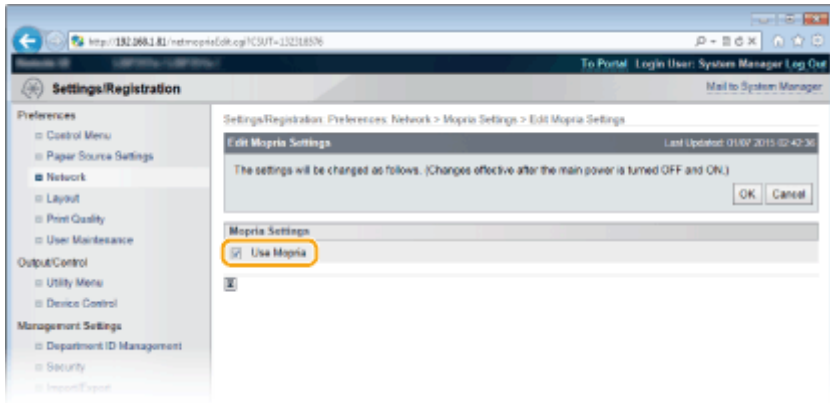 http://192.168.1.81/netmopriaEdit.cgi?CSUT=132318576
To Portal Login User: System Manager Log Out
Settings/Registration
Mail to System Manager
Preferences
Control Menu
Paper Source Settings
Network
Layout
Print Quality
User Maintenance
Output/Control
Utility Menu
Device Control
Management Settings
Department ID Management
Security
Import/Export
Settings/Registration: Preferences: Network > Mopria Settings > Edit Mopria Settings
Edit Mopria Settings
Last Updated: 01/07 2015 02:42:36
The settings will be changed as follows. (Changes effective after the main power is turned OFF and ON.)
OK Cancel
Mopria Settings
Use Mopria